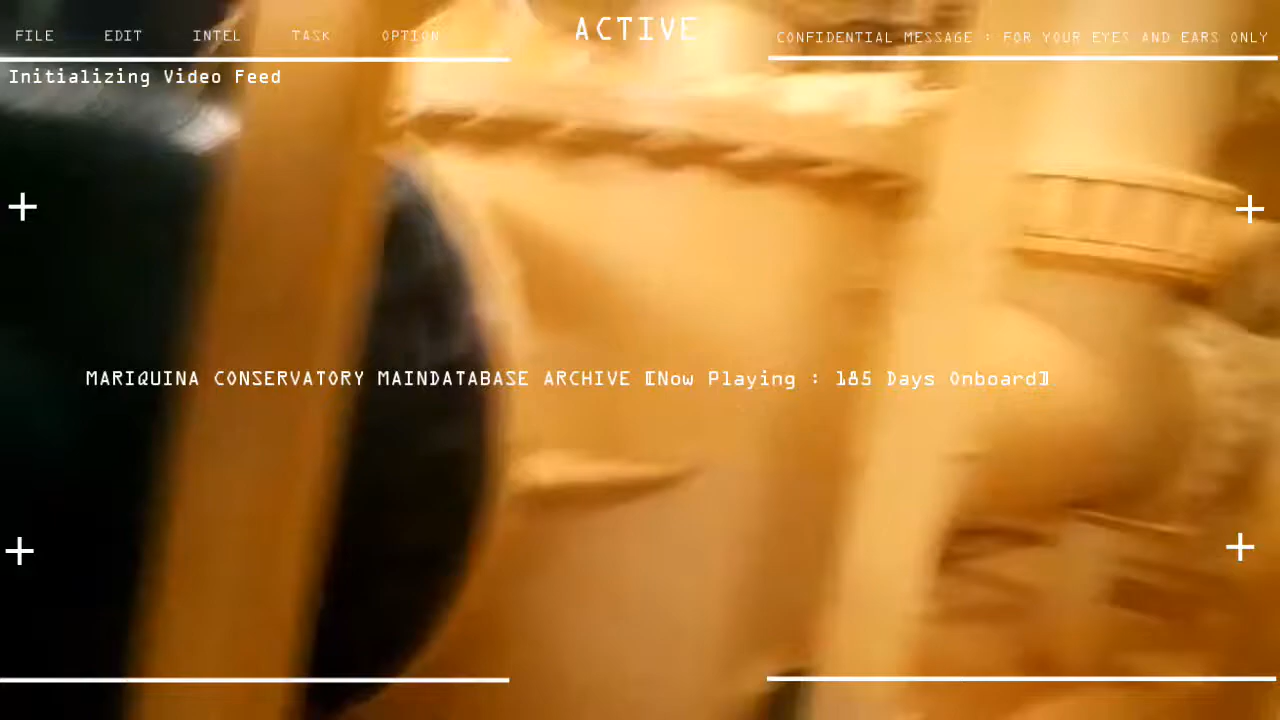 FILE EDIT INTEL TASK OPTION
ACTIVE
CONFIDENTIAL MESSAGE : FOR YOUR EYES AND EARS ONLY
Initializing Video Feed
MARIQUINA CONSERVATORY MAINDATABASE ARCHIVE [Now Playing : 185 Days Onboard]